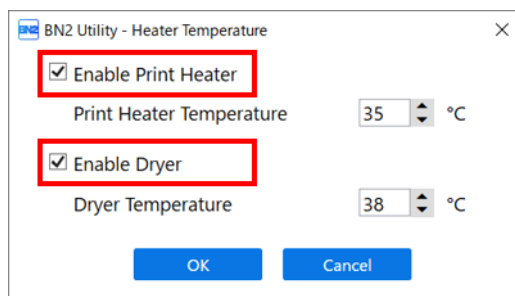 BN2 BN2 Utility - Heater Temperature
Enable Print Heater
Print Heater Temperature 35 °C
Enable Dryer
Dryer Temperature 38 °C
OK Cancel